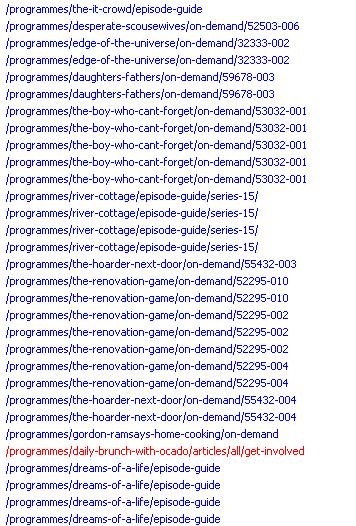 /programmes/the-it-crowd/episode-guide
/programmes/desperate-scousewives/on-demand/52503-006
/programmes/edge-of-the-universe/on-demand/32333-002
/programmes/edge-of-the-universe/on-demand/32333-002
/programmes/daughters-fathers/on-demand/59678-003
/programmes/daughters-fathers/on-demand/59678-003
/programmes/the-boy-who-cant-forget/on-demand/53032-001
/programmes/the-boy-who-cant-forget/on-demand/53032-001
/programmes/the-boy-who-cant-forget/on-demand/53032-001
/programmes/the-boy-who-cant-forget/on-demand/53032-001
/programmes/the-boy-who-cant-forget/on-demand/53032-001
/programmes/river-cottage/episode-guide/series-15/
/programmes/river-cottage/episode-guide/series-15/
/programmes/river-cottage/episode-guide/series-15/
/programmes/river-cottage/episode-guide/series-15/
/programmes/the-hoarder-next-door/on-demand/55432-003
/programmes/the-renovation-game/on-demand/52295-010
/programmes/the-renovation-game/on-demand/52295-010
/programmes/the-renovation-game/on-demand/52295-002
/programmes/the-renovation-game/on-demand/52295-002
/programmes/the-renovation-game/on-demand/52295-002
/programmes/the-renovation-game/on-demand/52295-004
/programmes/the-renovation-game/on-demand/52295-004
/programmes/the-hoarder-next-door/on-demand/55432-004
/programmes/the-hoarder-next-door/on-demand/55432-004
/programmes/gordon-ramsays-home-cooking/on-demand
/programmes/daily-brunch-with-ocado/articles/all/get-involved
/programmes/dreams-of-a-life/episode-guide
/programmes/dreams-of-a-life/episode-guide
/programmes/dreams-of-a-life/episode-guide
/programmes/dreams-of-a-life/episode-guide